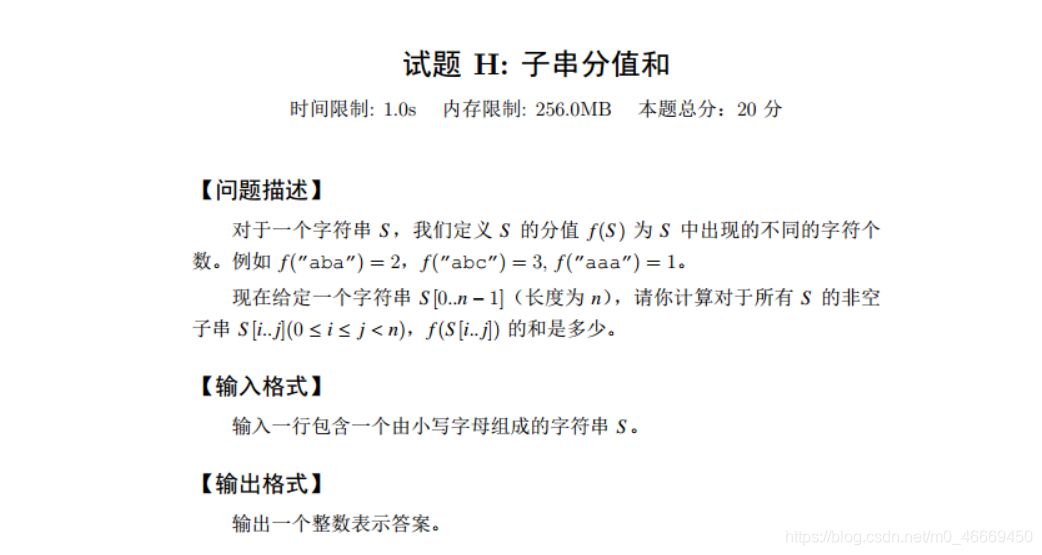 试题 H: 子串分值和
时间限制: 1.0s 内存限制: 256.0MB 本题总分：20 分
【问题描述】
对于一个字符串 S，我们定义 S 的分值 f(S) 为 S 中出现的不同的字符个
数。例如 f("aba") = 2，f("abc") = 3, f("aaa") = 1。
现在给定一个字符串 S[0..n − 1]（长度为 n），请你计算对于所有 S 的非空
子串 S[i..j](0 ≤ i ≤ j < n)，f(S[i..j]) 的和是多少。
【输入格式】
输入一行包含一个由小写字母组成的字符串 S。
【输出格式】
输出一个整数表示答案。
https://blog.csdn.net/m0_46669450